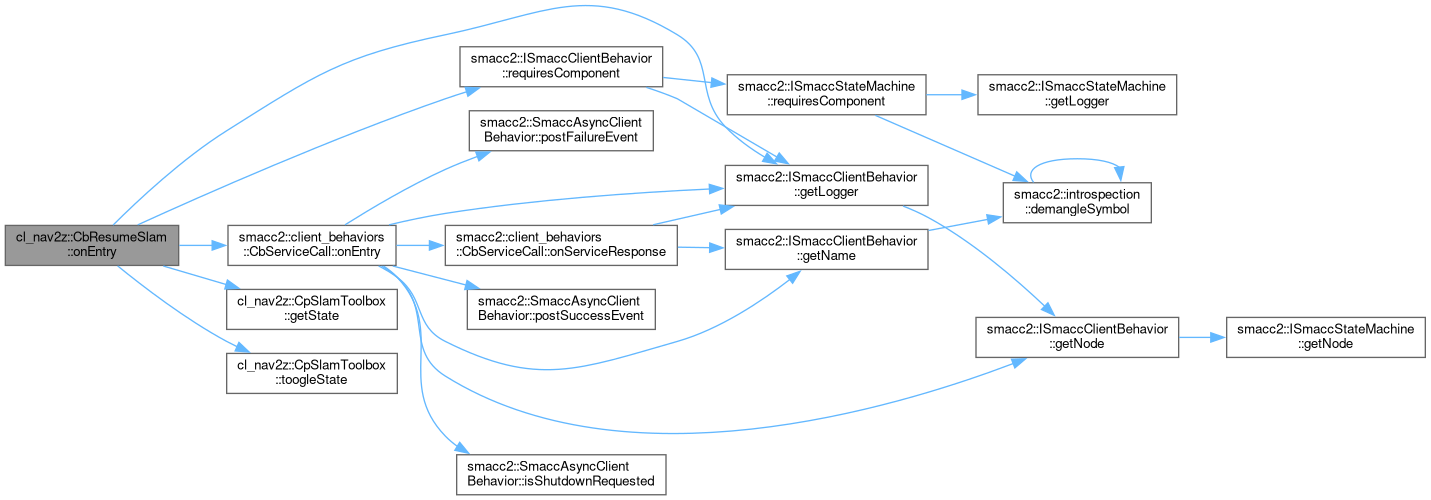 cl_nav2z::CbResumeSlam
::onEntry
smacc2::ISmaccClientBehavior
::requiresComponent
smacc2::SmaccAsyncClient
Behavior::postFailureEvent
smacc2::client_behaviors
::CbServiceCall::onEntry
cl_nav2z::CpSlamToolbox
::getState
cl_nav2z::CpSlamToolbox
::toogleState
smacc2::client_behaviors
::CbServiceCall::onServiceResponse
smacc2::SmaccAsyncClient
Behavior::postSuccessEvent
smacc2::SmaccAsyncClient
Behavior::isShutdownRequested
smacc2::ISmaccStateMachine
::requiresComponent
smacc2::ISmaccClientBehavior
::getLogger
smacc2::ISmaccClientBehavior
::getName
smacc2::ISmaccStateMachine
::getLogger
smacc2::introspection
::demangleSymbol
smacc2::ISmaccClientBehavior
::getNode
smacc2::ISmaccStateMachine
::getNode